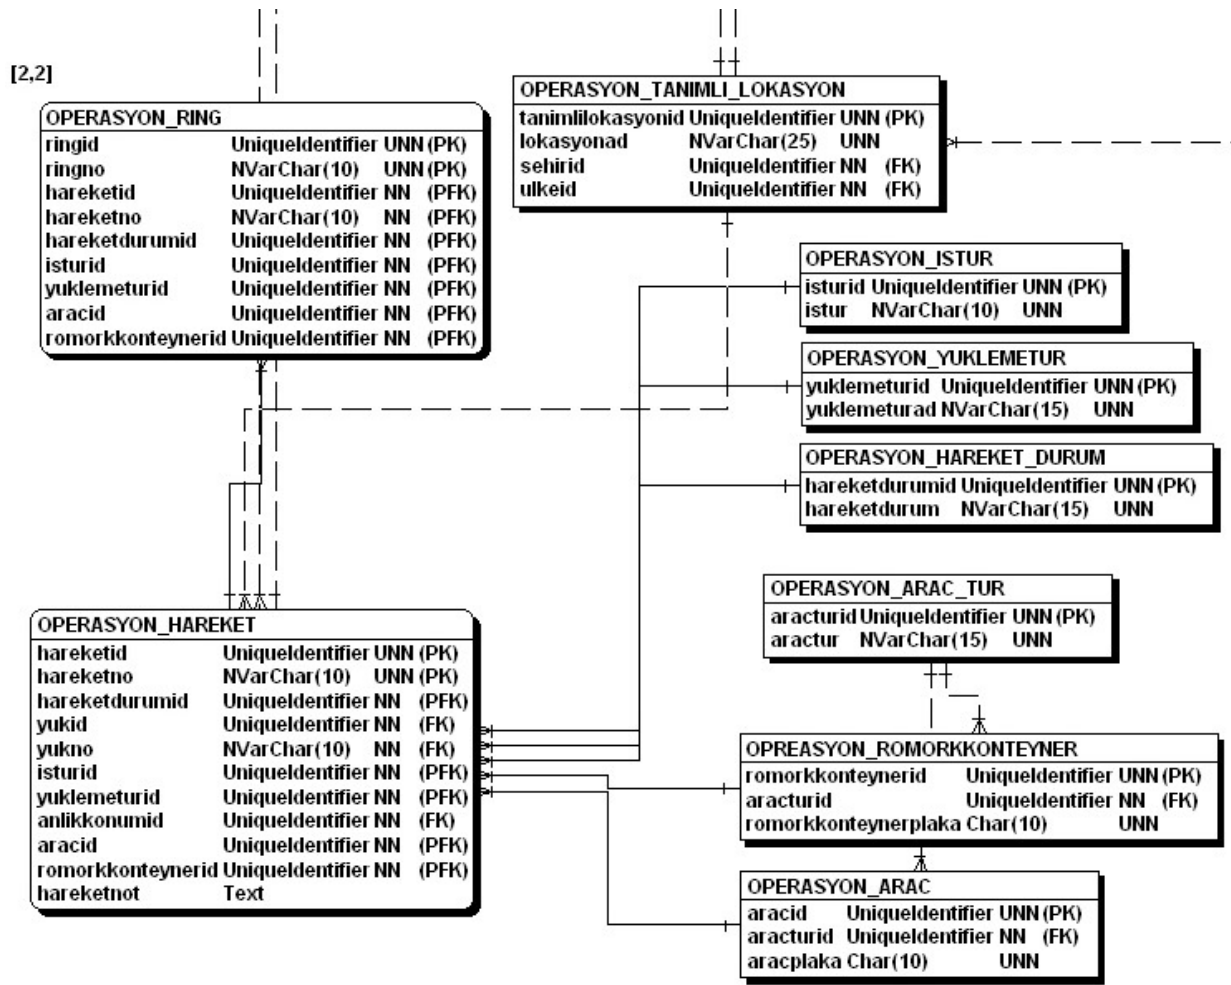 [2,2]
OPERASYON_RING
ringid UniqueIdentifier UNN (PK)
ringno NVarChar(10) UNN (PK)
hareketid UniqueIdentifier NN (PFK)
hareketno NVarChar(10) NN (PFK)
hareketdurumid UniqueIdentifier NN (PFK)
isturid UniqueIdentifier NN (PFK)
yuklemeturid UniqueIdentifier NN (PFK)
aracid UniqueIdentifier NN (PFK)
romorkkonteynerid UniqueIdentifier NN (PFK)
OPERASYON_TANIMLI_LOKASYON
tanimlilokasyonid UniqueIdentifier UNN (PK)
lokasyonad NVarChar(25) UNN
sehirid UniqueIdentifier NN (FK)
ulkeid UniqueIdentifier NN (FK)
OPERASYON_ISTUR
isturid UniqueIdentifier UNN (PK)
istur NVarChar(10) UNN
OPERASYON_YUKLEMETUR
yuklemeturid UniqueIdentifier UNN (PK)
yuklemeturad NVarChar(15) UNN
OPERASYON_HAREKET_DURUM
hareketdurumid UniqueIdentifier UNN (PK)
hareketdurum NVarChar(15) UNN
OPERASYON_ARAC_TUR
aracturid UniqueIdentifier UNN (PK)
aractur NVarChar(15) UNN
OPERASYON_HAREKET
hareketid UniqueIdentifier UNN (PK)
hareketno NVarChar(10) UNN (PK)
hareketdurumid UniqueIdentifier NN (PFK)
yukid UniqueIdentifier NN (FK)
yukno NVarChar(10) NN (FK)
isturid UniqueIdentifier NN (PFK)
yuklemeturid UniqueIdentifier NN (PFK)
anlikkonumid UniqueIdentifier NN (FK)
aracid UniqueIdentifier NN (PFK)
romorkkonteynerid UniqueIdentifier NN (PFK)
hareketnot Text
OPREASYON_ROMORKKONTEYNER
romorkkonteynerid UniqueIdentifier UNN (PK)
aracturid UniqueIdentifier NN (FK)
romorkkonteynerplaka Char(10) UNN
OPERASYON_ARAC
aracid UniqueIdentifier UNN (PK)
aracturid UniqueIdentifier NN (FK)
aracplaka Char(10) UNN